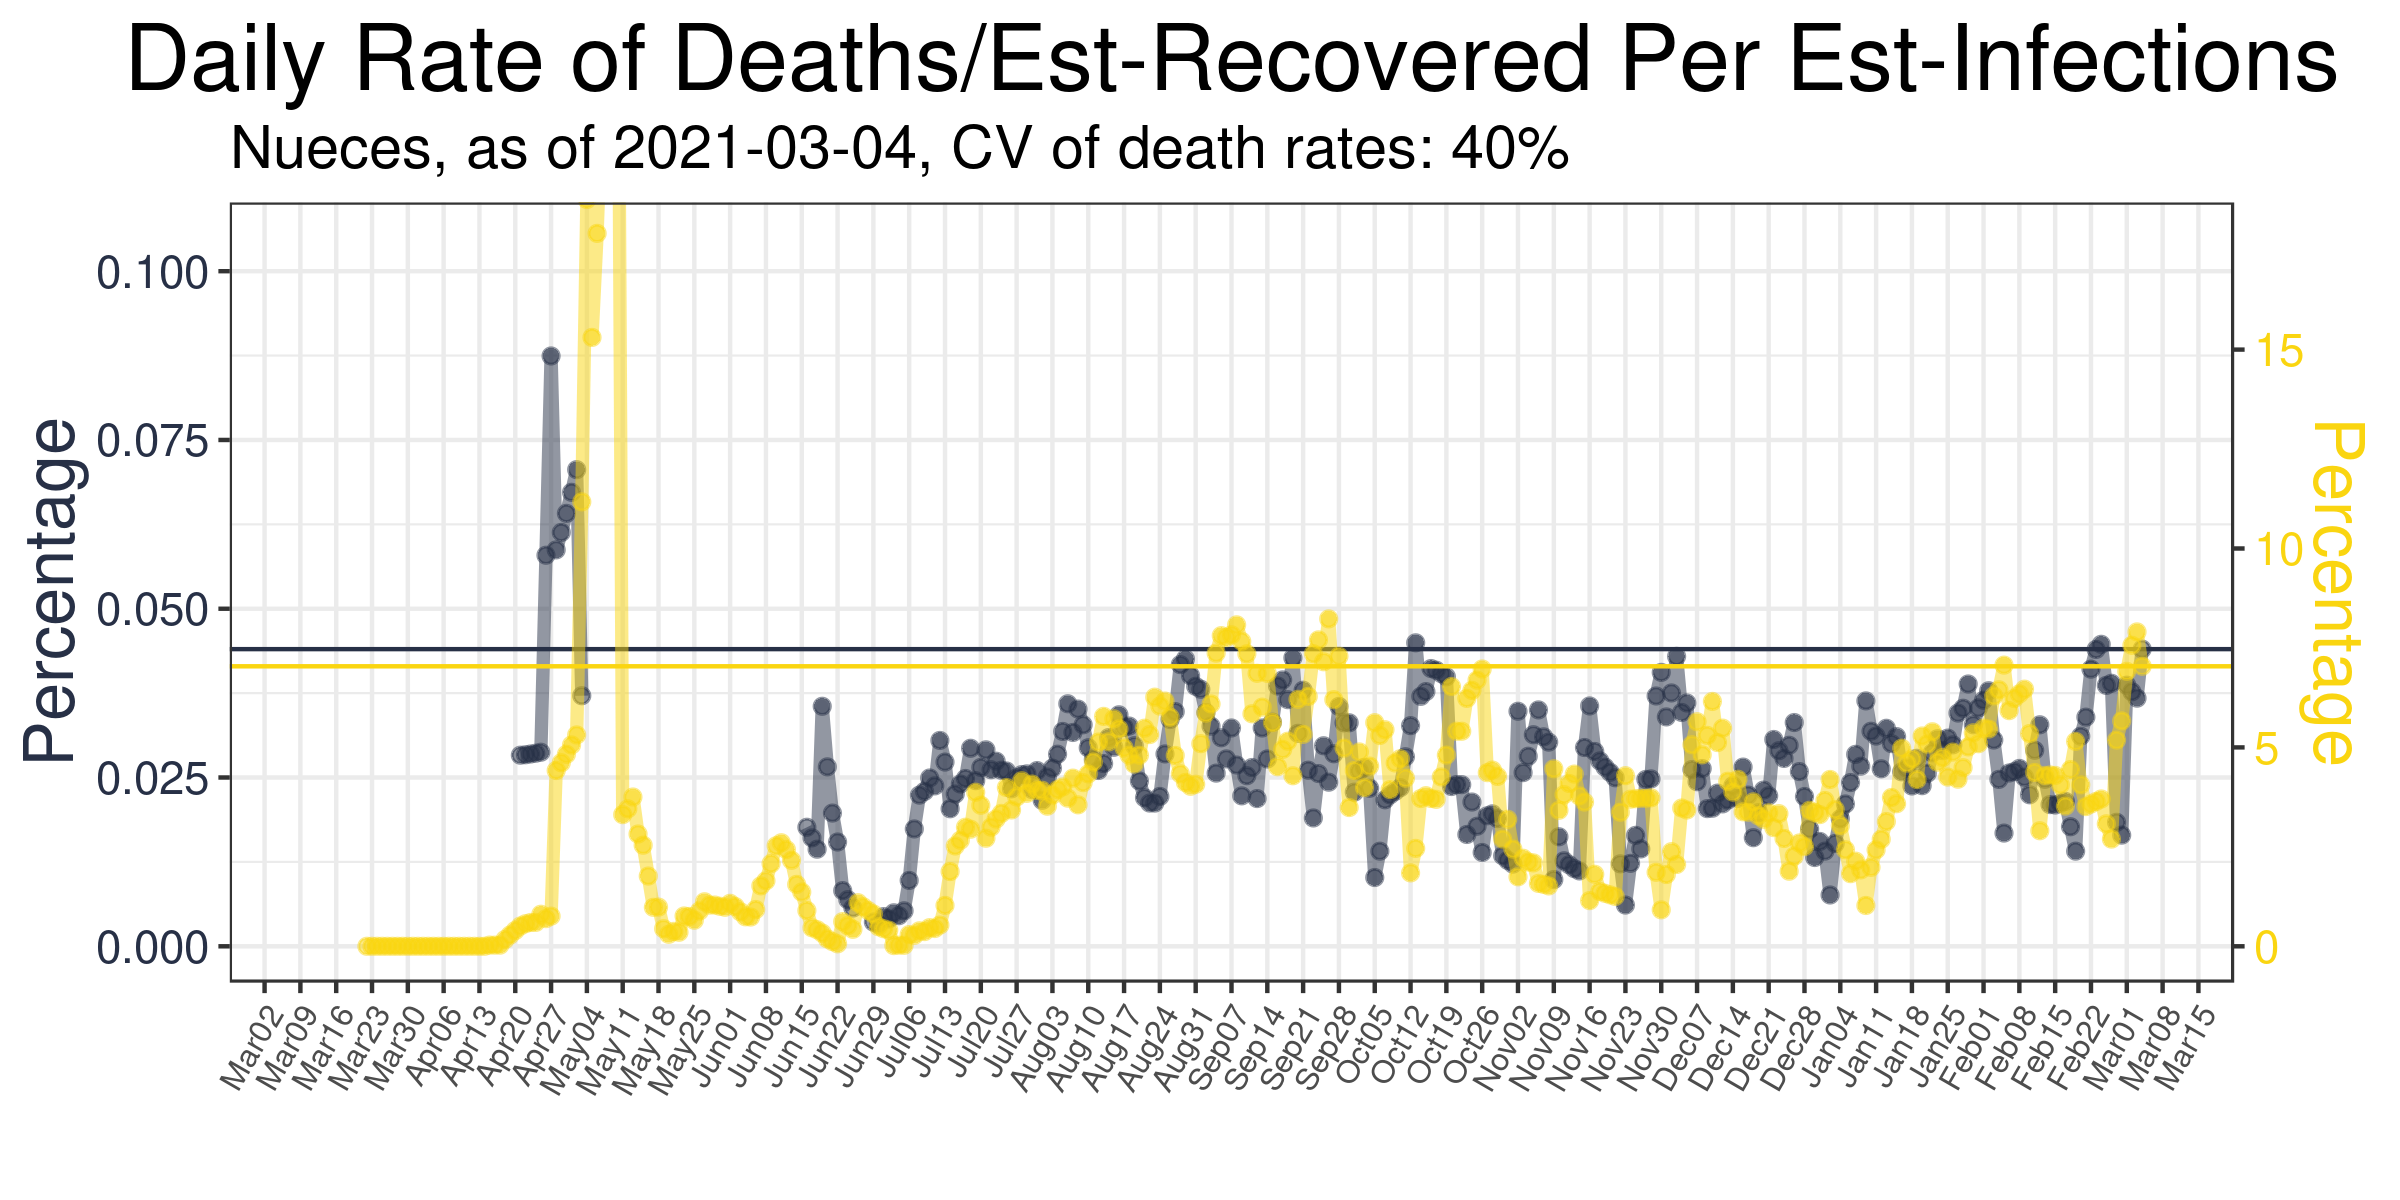 Daily Rate of Deaths/Est-Recovered Per Est-Infections
Nueces, as of 2021-03-04, CV of death rates: 40%
Percentage
0.100
0.075
0.050
0.025
0.000
15
10
5
0
Percentage
Mar02
Mar09
Mar16
Mar23
Mar30
Apr06
Apr13
Apr20
Apr27
May04
May11
May18
May25
Jun01
Jun08
Jun15
Jun22
Jun29
Jul06
Jul13
Jul20
Jul27
Aug03
Aug10
Aug17
Aug24
Aug31
Sep07
Sep14
Sep21
Sep28
Oct05
Oct12
Oct19
Oct26
Nov02
Nov09
Nov16
Nov23
Nov30
Dec07
Dec14
Dec21
Dec28
Jan04
Jan11
Jan18
Jan25
Feb01
Feb08
Feb15
Feb22
Mar01
Mar08
Mar15